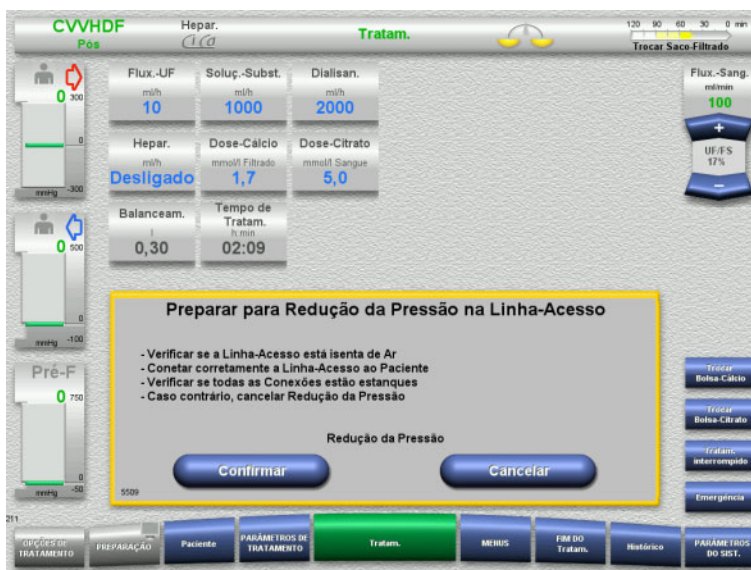 CVVHDF
Pós
Hepar.
Tratam.
120 90 60 30 0 min
Trocar Saco-Filtrado
0
300
0
-300
mmHg
Flux.-UF
ml/h
10
Soluç.-Subst.
ml/h
1000
Dialisan.
ml/h
2000
Flux.-Sang.
ml/min
100
+
UF/FS
17%
–
Hepar.
ml/h
Desligado
Dose-Cálcio
mmol/l Filtrado
1,7
Dose-Citrato
mmol/l Sangue
5,0
Balanceam.
l
0,30
Tempo de
Tratam.
h:min
02:09
0
500
0
-100
mmHg
Pré-F
0
750
0
-50
mmHg
Preparar para Redução da Pressão na Linha-Acesso
- Verificar se a Linha-Acesso está isenta de Ar
- Conetar corretamente a Linha-Acesso ao Paciente
- Verificar se todas as Conexões estão estanques
- Caso contrário, cancelar Redução da Pressão
Redução da Pressão
Confirmar
Cancelar
5509
Trocar
Bolsa-Cálcio
Trocar
Bolsa-Citrato
Tratam.
interrompido
Emergência
211
OPÇÕES DE
TRATAMENTO
PREPARAÇÃO
Paciente
PARÂMETROS DE
TRATAMENTO
Tratam.
MENUS
FIM DO
Tratam.
Histórico
PARÂMETROS
DO SIST.